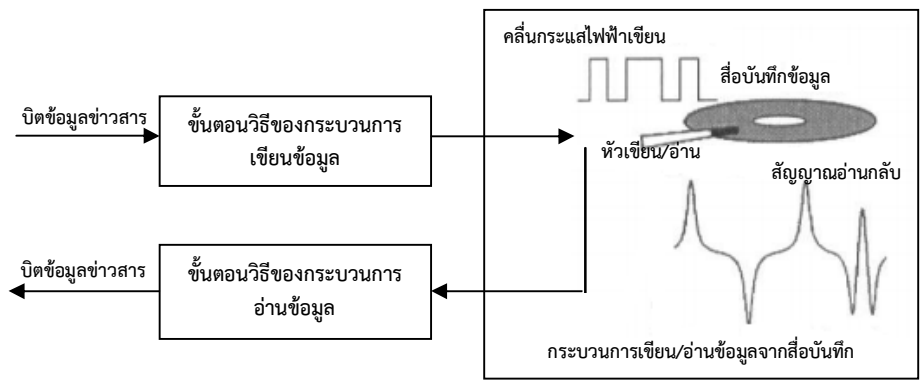 คลื่นกระแสไฟฟ้าเขียน
สื่อบันทึกข้อมูล
บิตข้อมูลข่าวสาร
ขั้นตอนวิธีของกระบวนการ
เขียนข้อมูล
หัวเขียน/อ่าน
สัญญาณอ่านกลับ
บิตข้อมูลข่าวสาร
ขั้นตอนวิธีของกระบวนการ
อ่านข้อมูล
กระบวนการเขียน/อ่านข้อมูลจากสื่อบันทึก